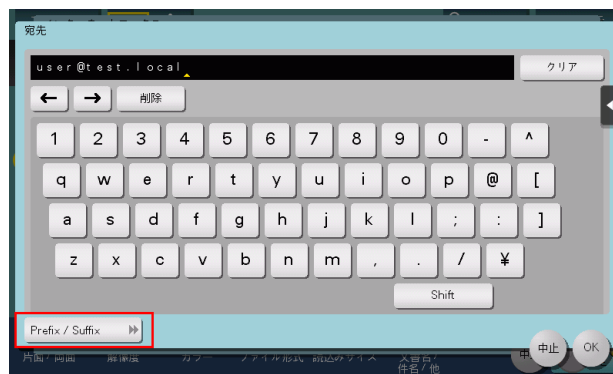 宛先
user@test.local
クリア
← → 削除
1 2 3 4 5 6 7 8 9 0 - ^
q w e r t y u i o p @ [
a s d f g h j k l ; : ]
z x c v b n m , . / ¥
Shift
Prefix / Suffix
中止 OK
片面/両面 解像度 カラー ファイル形式 読込みサイズ 文書名/
件名/他